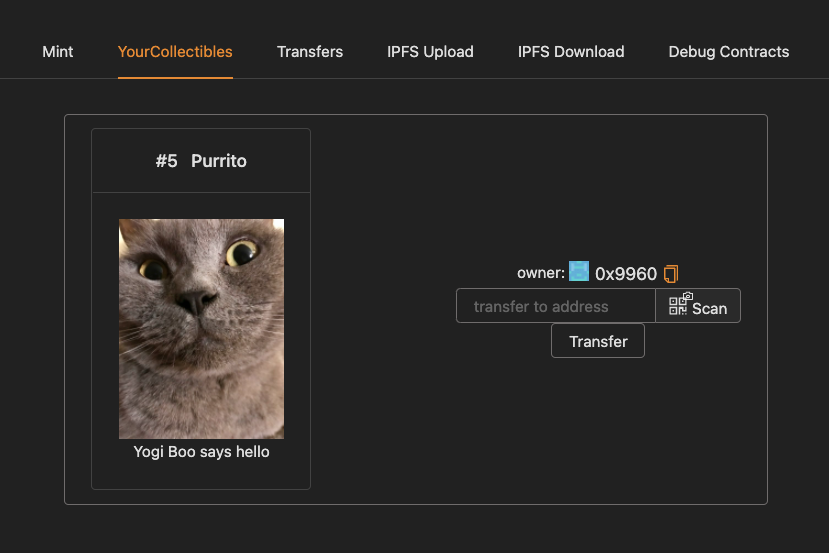 Mint YourCollectibles Transfers IPFS Upload IPFS Download Debug Contracts
#5 Purrito
Yogi Boo says hello
owner: 0x9960
transfer to address Scan
Transfer